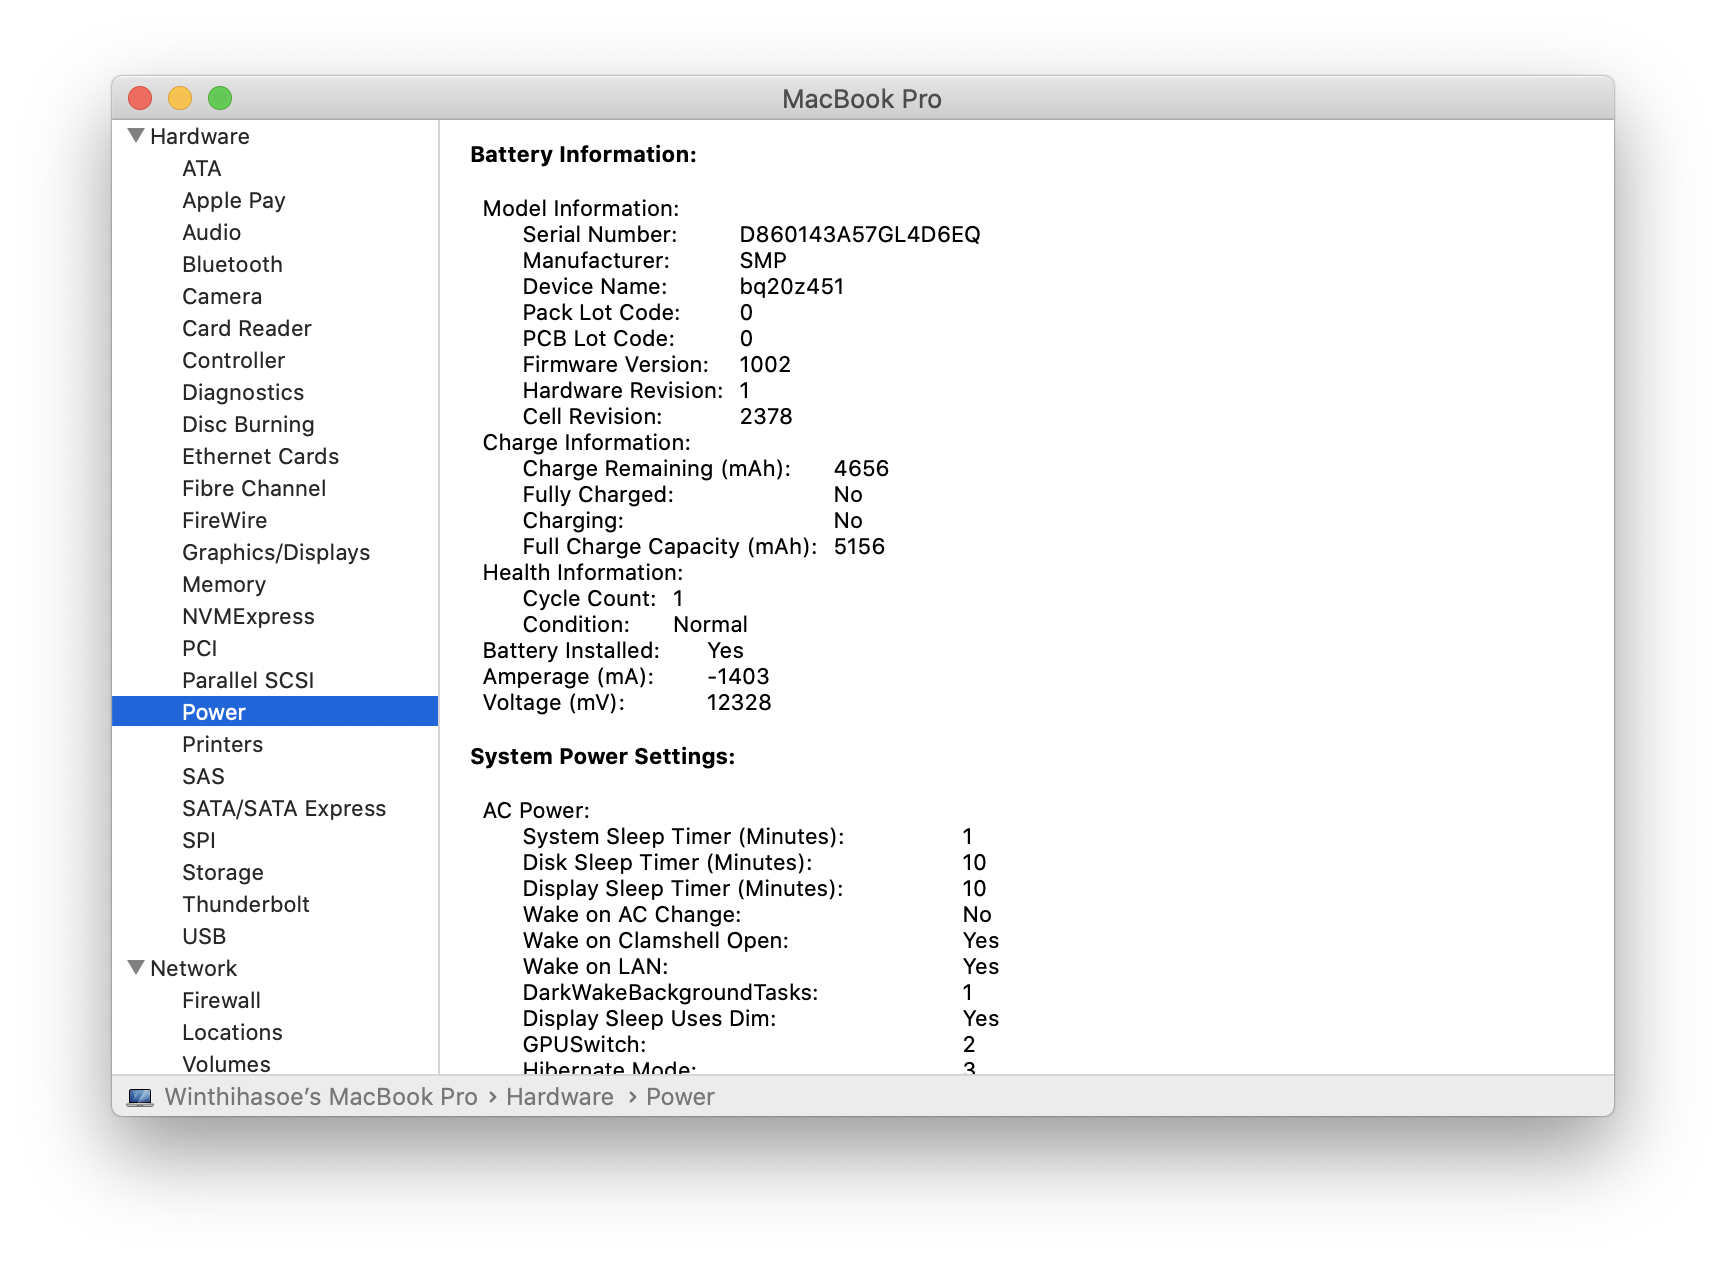 MacBook Pro
Hardware
ATA
Apple Pay
Audio
Bluetooth
Camera
Card Reader
Controller
Diagnostics
Disc Burning
Ethernet Cards
Fibre Channel
FireWire
Graphics/Displays
Memory
NVMExpress
PCI
Parallel SCSI
Power
Printers
SAS
SATA/SATA Express
SPI
Storage
Thunderbolt
USB
Network
Firewall
Locations
Volumes
Battery Information:
Model Information:
Serial Number: D860143A57GL4D6EQ
Manufacturer: SMP
Device Name: bq20z451
Pack Lot Code: 0
PCB Lot Code: 0
Firmware Version: 1002
Hardware Revision: 1
Cell Revision: 2378
Charge Information:
Charge Remaining (mAh): 4656
Fully Charged: No
Charging: No
Full Charge Capacity (mAh): 5156
Health Information:
Cycle Count: 1
Condition: Normal
Battery Installed: Yes
Amperage (mA): -1403
Voltage (mV): 12328
System Power Settings:
AC Power:
System Sleep Timer (Minutes): 1
Disk Sleep Timer (Minutes): 10
Display Sleep Timer (Minutes): 10
Wake on AC Change: No
Wake on Clamshell Open: Yes
Wake on LAN: Yes
DarkWakeBackgroundTasks: 1
Display Sleep Uses Dim: Yes
GPUSwitch: 2
Hibernate Mode: 3
Winthihasoe’s MacBook Pro › Hardware › Power